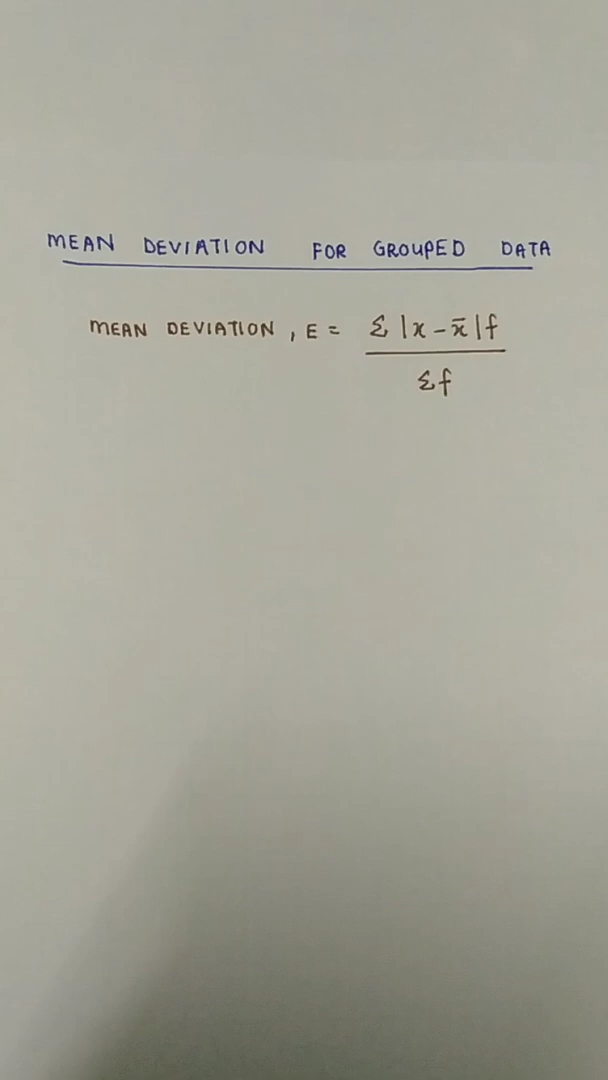 MEAN DEVIATION FOR GROUPED DATA
MEAN DEVIATION, E = Σ |x - x̄| f
Σf